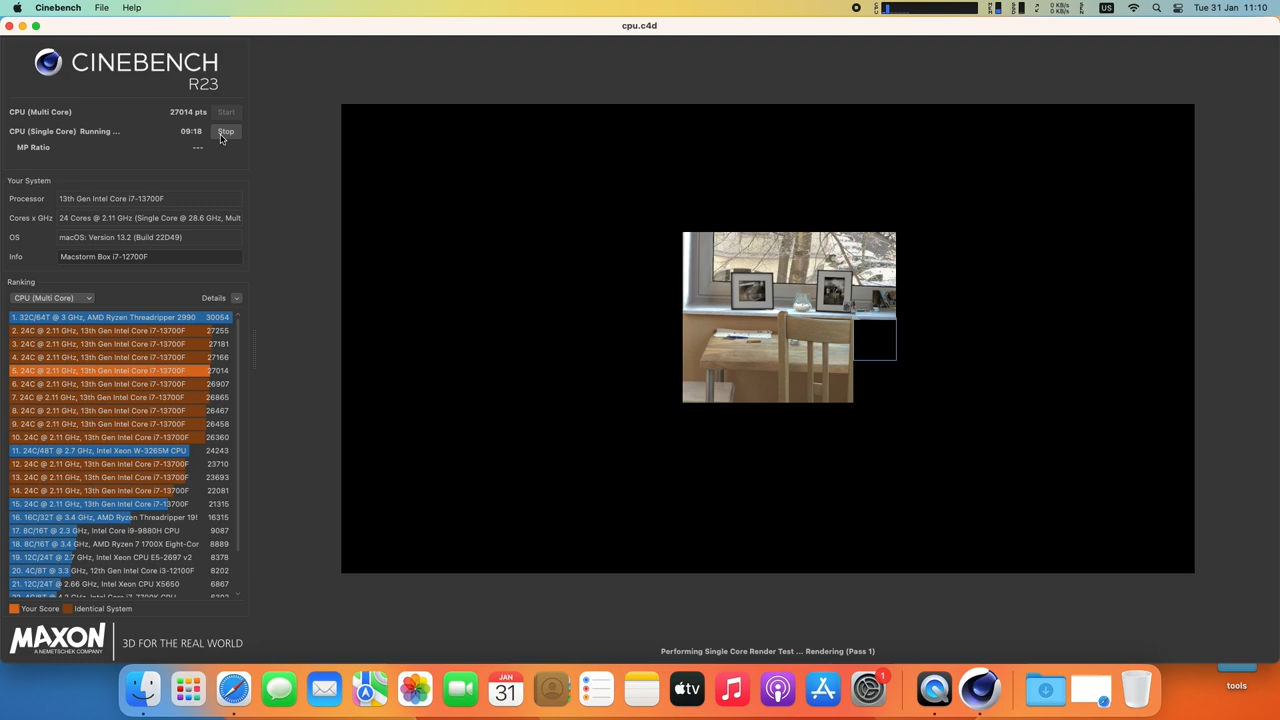 Cinebench File Help US Tue 31 Jan 11:10
0 KB/s
0 KB/s
cpu.c4d
CINEBENCH
R23
CPU (Multi Core) 27014 pts Start
CPU (Single Core) Running ... 09:18 Stop
MP Ratio ---
Your System
Processor 13th Gen Intel Core i7-13700F
Cores x GHz 24 Cores @ 2.11 GHz (Single Core @ 28.6 GHz, Mult
OS macOS: Version 13.2 (Build 22D49)
Info Macstorm Box i7-12700F
Ranking
CPU (Multi Core) Details
1. 32C/64T @ 3 GHz, AMD Ryzen Threadripper 2990 30054
2. 24C @ 2.11 GHz, 13th Gen Intel Core i7-13700F 27255
3. 24C @ 2.11 GHz, 13th Gen Intel Core i7-13700F 27181
4. 24C @ 2.11 GHz, 13th Gen Intel Core i7-13700F 27166
5. 24C @ 2.11 GHz, 13th Gen Intel Core i7-13700F 27014
6. 24C @ 2.11 GHz, 13th Gen Intel Core i7-13700F 26907
7. 24C @ 2.11 GHz, 13th Gen Intel Core i7-13700F 26865
8. 24C @ 2.11 GHz, 13th Gen Intel Core i7-13700F 26467
9. 24C @ 2.11 GHz, 13th Gen Intel Core i7-13700F 26458
10. 24C @ 2.11 GHz, 13th Gen Intel Core i7-13700F 26360
11. 24C/48T @ 2.7 GHz, Intel Xeon W-3265M CPU 24243
12. 24C @ 2.11 GHz, 13th Gen Intel Core i7-13700F 23710
13. 24C @ 2.11 GHz, 13th Gen Intel Core i7-13700F 23693
14. 24C @ 2.11 GHz, 13th Gen Intel Core i7-13700F 22081
15. 24C @ 2.11 GHz, 13th Gen Intel Core i7-13700F 21315
16. 16C/32T @ 3.4 GHz, AMD Ryzen Threadripper 19! 16315
17. 8C/16T @ 2.3 GHz, Intel Core i9-9880H CPU 9087
18. 8C/16T @ 3.4 GHz, AMD Ryzen 7 1700X Eight-Cor 8889
19. 12C/24T @ 2.7 GHz, Intel Xeon CPU E5-2697 v2 8378
20. 4C/8T @ 3.3 GHz, 12th Gen Intel Core i3-12100F 8202
21. 12C/24T @ 2.66 GHz, Intel Xeon CPU X5650 6867
Your Score Identical System
MAXON 3D FOR THE REAL WORLD
A NEMETSCHEK COMPANY
Performing Single Core Render Test ... Rendering (Pass 1)
JAN
31
tv
1
tools